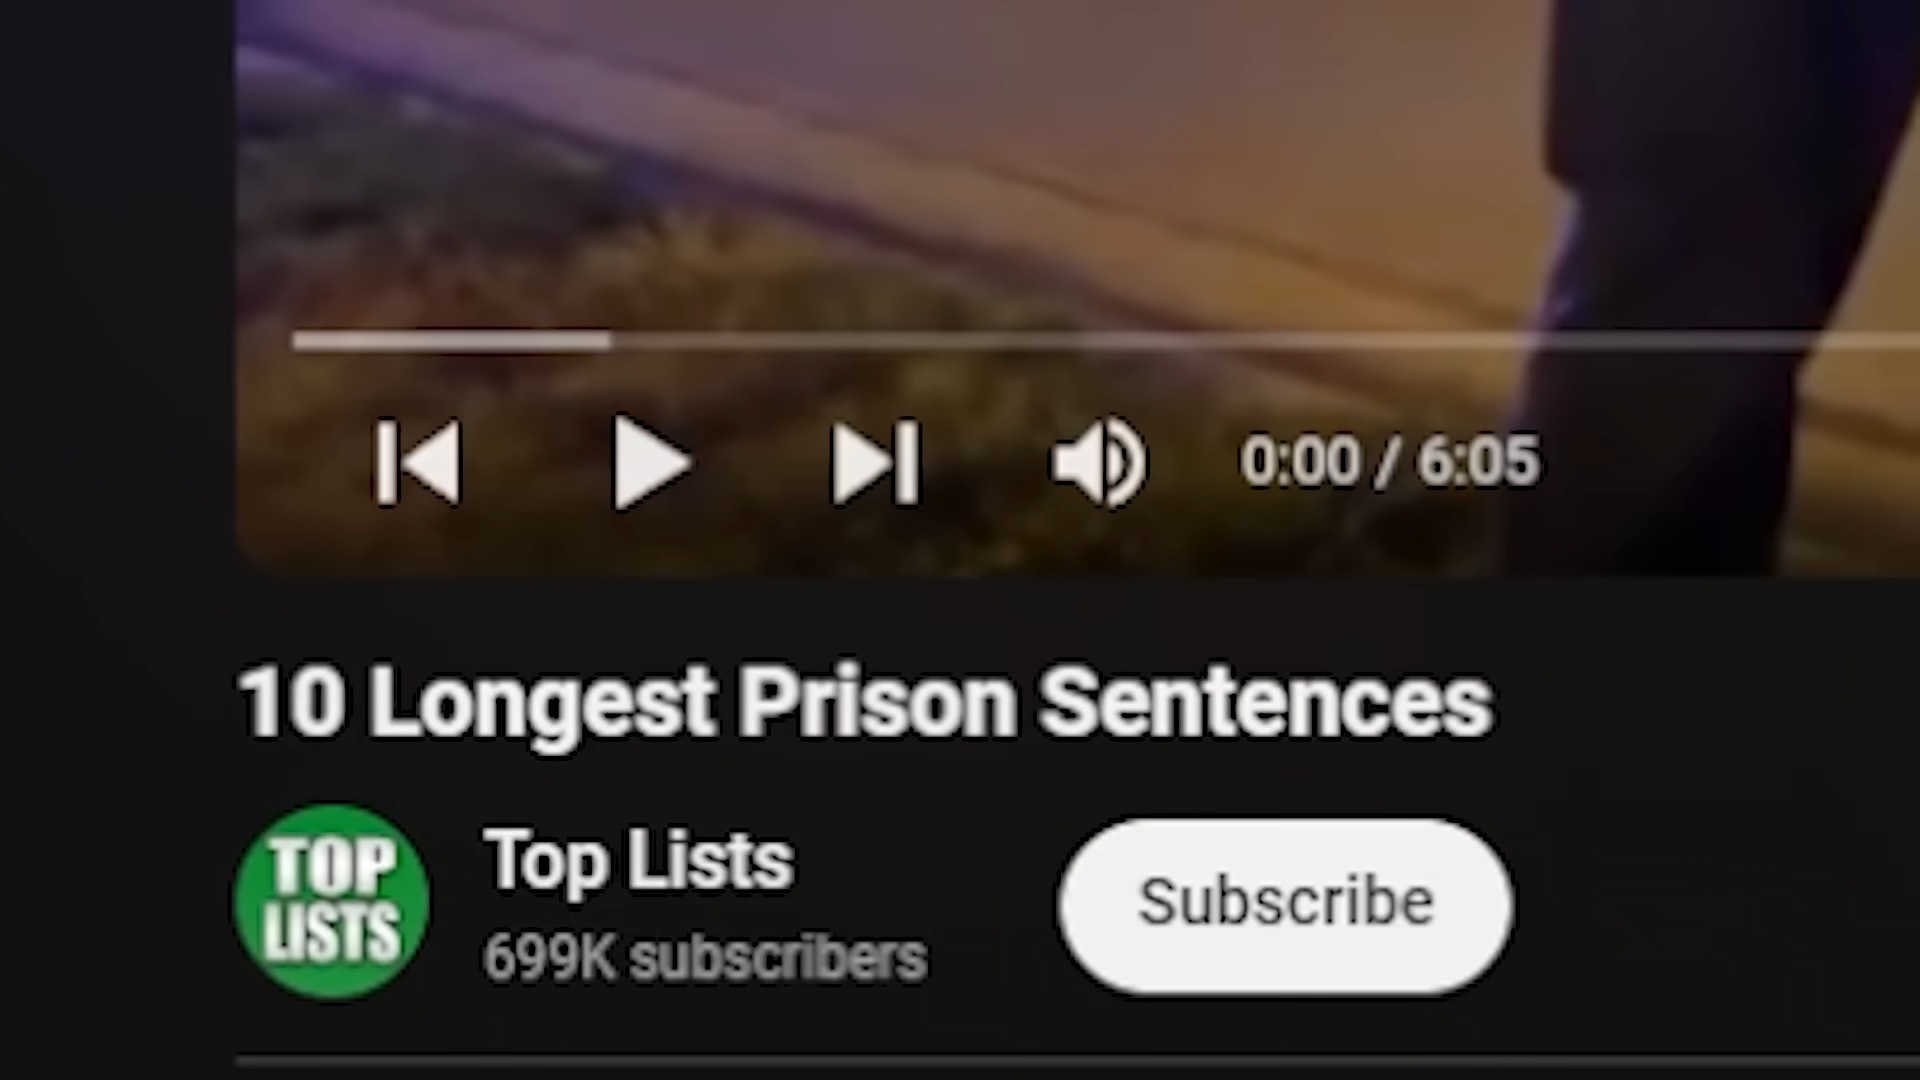 0:00 / 6:05
10 Longest Prison Sentences
TOP
LISTS
Top Lists
699K subscribers
Subscribe